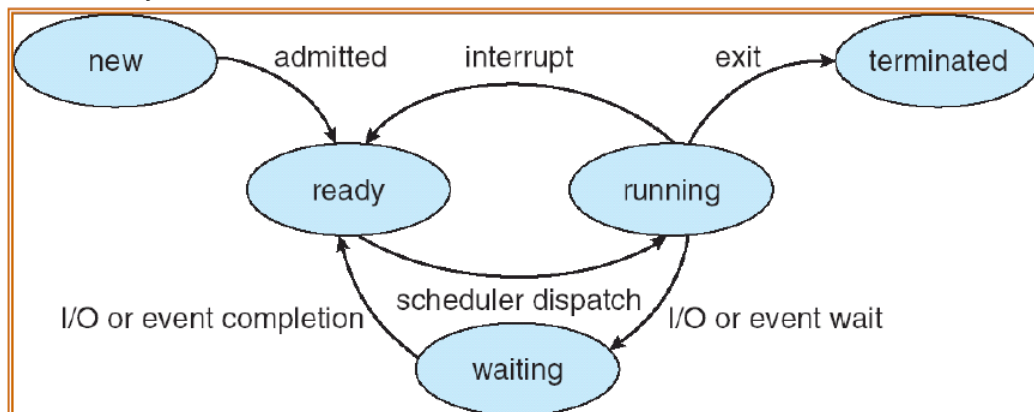 new
admitted
interrupt
exit
terminated
ready
running
scheduler dispatch
I/O or event completion
I/O or event wait
waiting